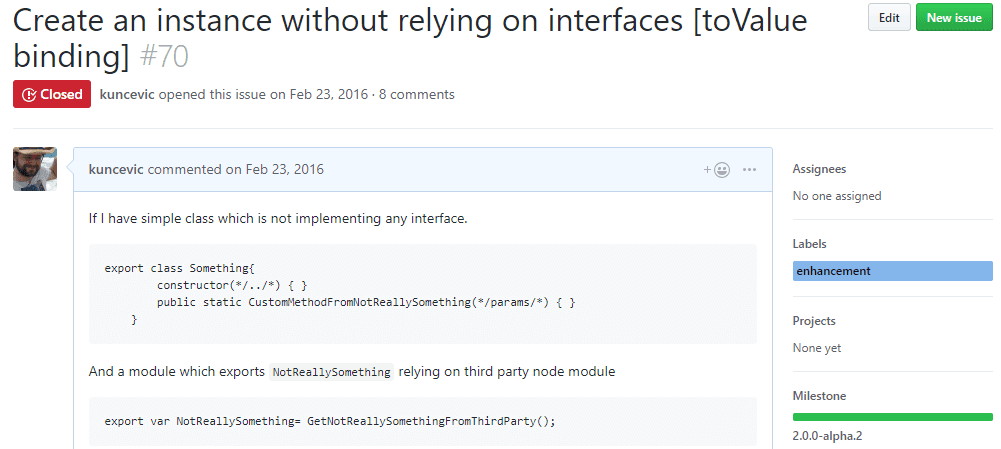 Create an instance without relying on interfaces [toValue
binding] #70
Edit
New issue
Closed
kuncevic opened this issue on Feb 23, 2016 · 8 comments
kuncevic commented on Feb 23, 2016
+
If I have simple class which is not implementing any interface.
export class Something{
constructor(*/../*) { }
public static CustomMethodFromNotReallySomething(*/params/*) { }
}
And a module which exports NotReallySomething relying on third party node module
export var NotReallySomething= GetNotReallySomethingFromThirdParty();
Assignees
No one assigned
Labels
enhancement
Projects
None yet
Milestone
2.0.0-alpha.2